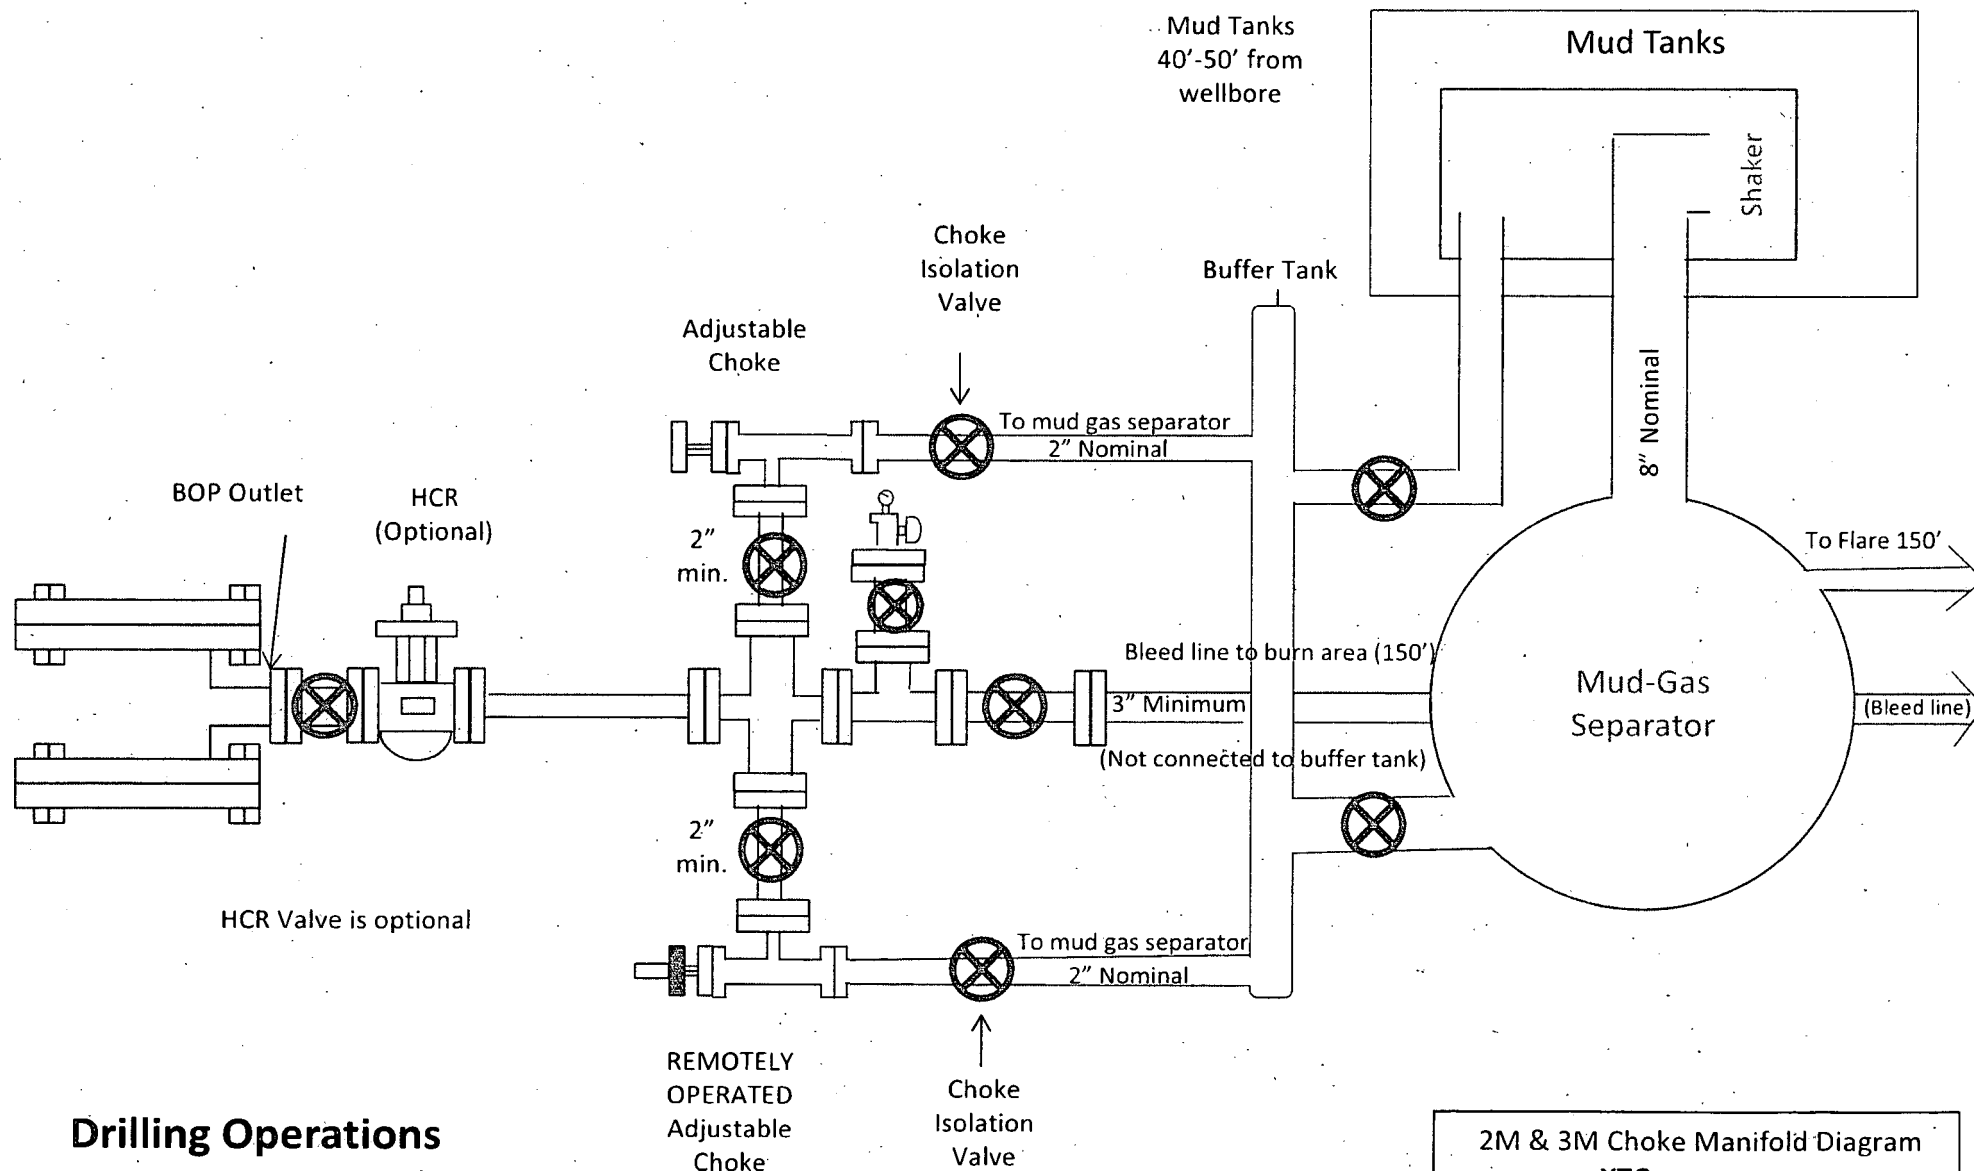 Mud Tanks
40’-50’ from
wellbore
Mud Tanks
Shaker
Choke
Isolation
Valve
Buffer Tank
Adjustable
Choke
8” Nominal
To mud gas separator
2” Nominal
BOP Outlet
HCR
(Optional)
2”
min.
To Flare 150’
Bleed line to burn area (150’)
3” Minimum
(Not connected to buffer tank)
Mud-Gas
Separator
(Bleed line)
2”
min.
HCR Valve is optional
To mud gas separator
2” Nominal
REMOTELY
OPERATED
Adjustable
Choke
Choke
Isolation
Valve
Drilling Operations
2M & 3M Choke Manifold Diagram